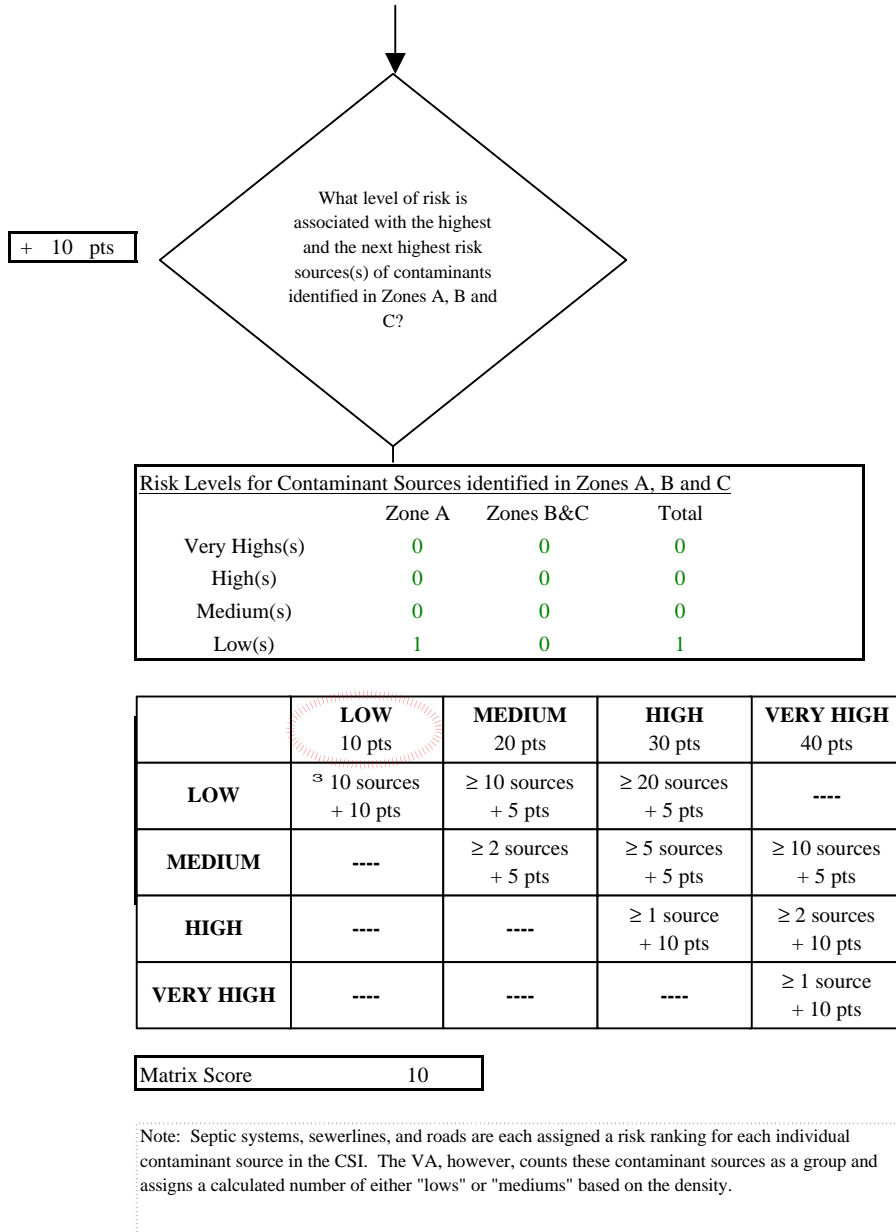 What level of risk is
associated with the highest
and the next highest risk
sources(s) of contaminants
identified in Zones A, B and
C?
+ 10 pts
Risk Levels for Contaminant Sources identified in Zones A, B and C
Zone A Zones B&C Total
Very Highs(s) 0 0 0
High(s) 0 0 0
Medium(s) 0 0 0
Low(s) 1 0 1
LOW MEDIUM HIGH VERY HIGH
10 pts 20 pts 30 pts 40 pts
LOW ³ 10 sources ≥ 10 sources ≥ 20 sources ----
+ 10 pts + 5 pts + 5 pts
MEDIUM ---- ≥ 2 sources ≥ 5 sources ≥ 10 sources
+ 5 pts + 5 pts + 5 pts
HIGH ---- ---- ≥ 1 source ≥ 2 sources
+ 10 pts + 10 pts
VERY HIGH ---- ---- ---- ≥ 1 source
+ 10 pts
Matrix Score 10
Note: Septic systems, sewerlines, and roads are each assigned a risk ranking for each individual
contaminant source in the CSI. The VA, however, counts these contaminant sources as a group and
assigns a calculated number of either "lows" or "mediums" based on the density.